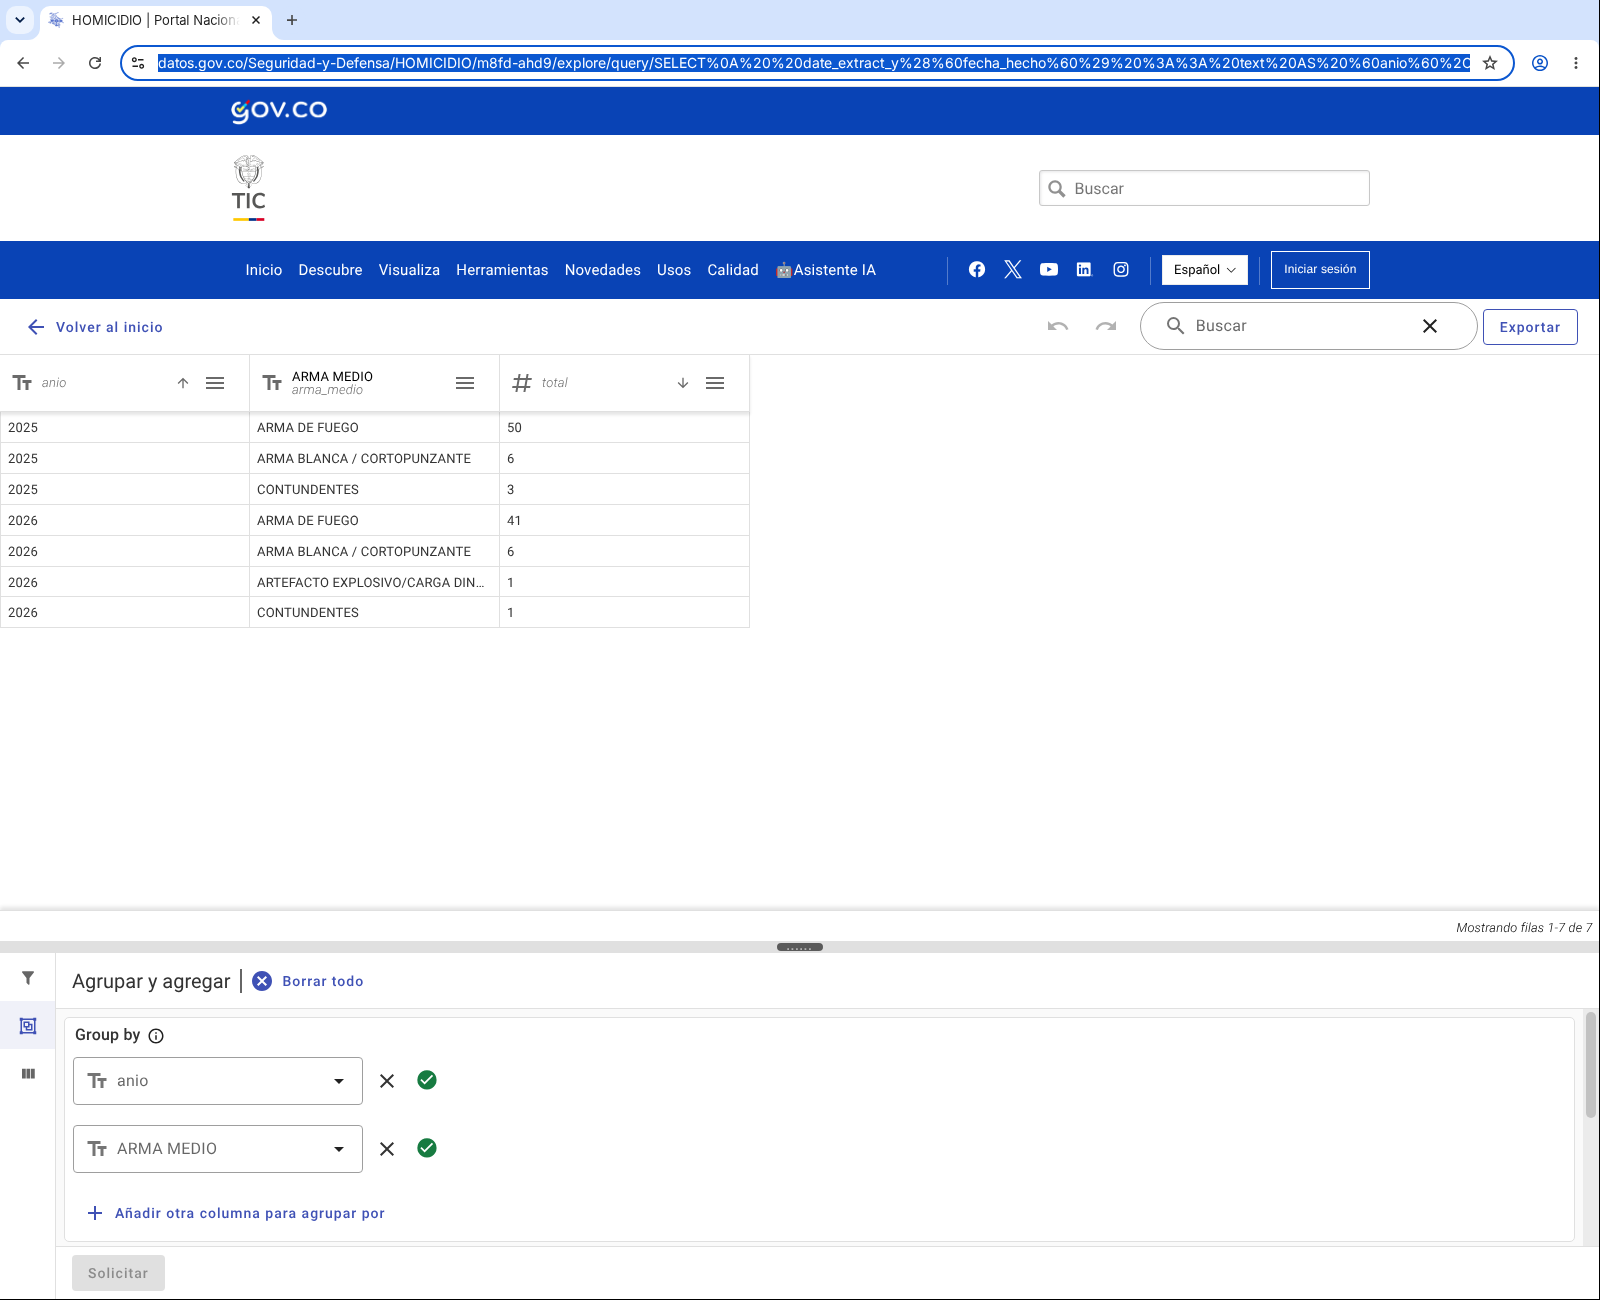 HOMICIDIO | Portal Nacion
datos.gov.co/Seguridad-y-Defensa/HOMICIDIO/m8fd-ahd9/explore/query/SELECT%0A%20%20date_extract_y%28%60fecha_hecho%60%29%20%3A%3A%20text%20AS%20%60anio%60%2C
GOV.CO
TIC
Buscar
Inicio Descubre Visualiza Herramientas Novedades Usos Calidad 🤖Asistente IA Español Iniciar sesión
Volver al inicio Buscar Exportar
anio ARMA MEDIO total
arma_medio
2025 ARMA DE FUEGO 50
2025 ARMA BLANCA / CORTOPUNZANTE 6
2025 CONTUNDENTES 3
2026 ARMA DE FUEGO 41
2026 ARMA BLANCA / CORTOPUNZANTE 6
2026 ARTEFACTO EXPLOSIVO/CARGA DIN... 1
2026 CONTUNDENTES 1
Mostrando filas 1-7 de 7
Agrupar y agregar | Borrar todo
Group by
anio
ARMA MEDIO
Añadir otra columna para agrupar por
Solicitar